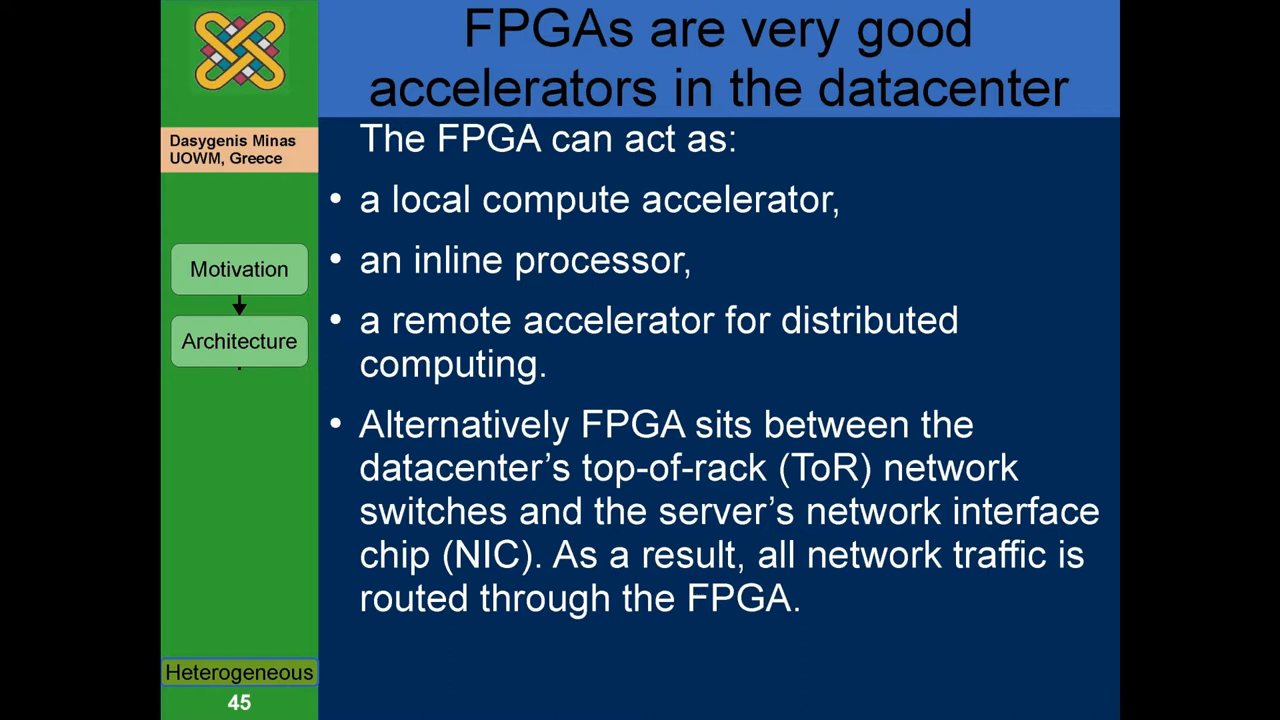 FPGAs are very good
accelerators in the datacenter
Dasygenis Minas
UOWM, Greece
Motivation
Architecture
Heterogeneous
45
The FPGA can act as:
• a local compute accelerator,
• an inline processor,
• a remote accelerator for distributed
computing.
• Alternatively FPGA sits between the
datacenter’s top-of-rack (ToR) network
switches and the server’s network interface
chip (NIC). As a result, all network traffic is
routed through the FPGA.